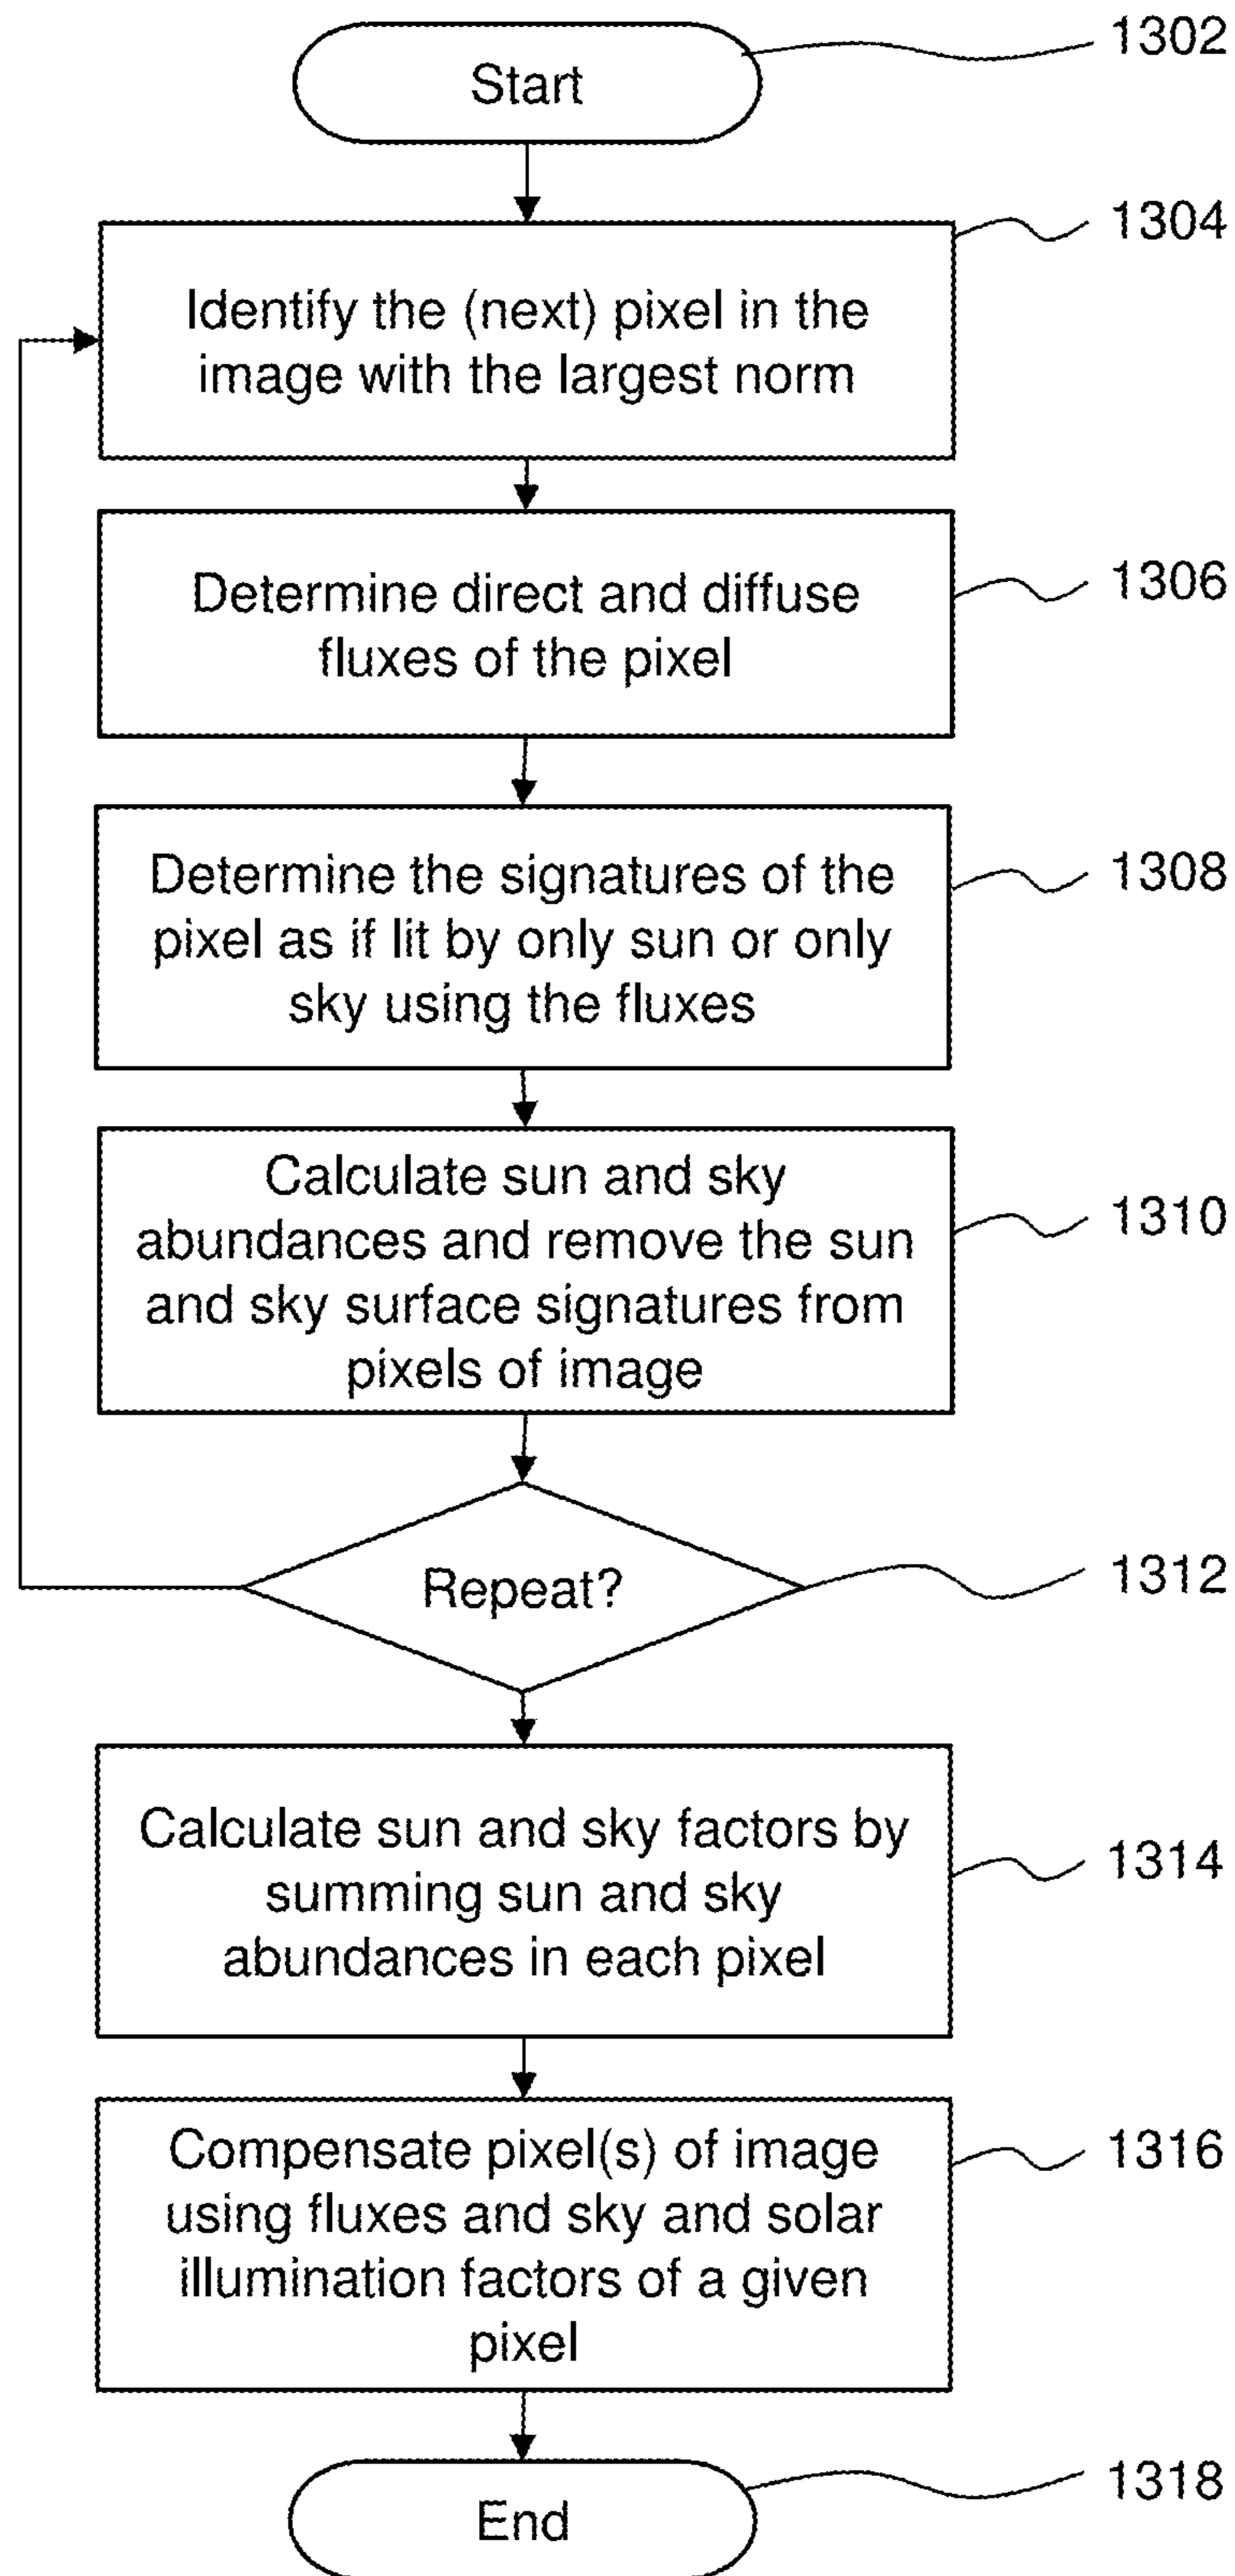 Start
1302
Identify the (next) pixel in the
image with the largest norm
1304
Determine direct and diffuse
fluxes of the pixel
1306
Determine the signatures of the
pixel as if lit by only sun or only
sky using the fluxes
1308
Calculate sun and sky
abundances and remove the sun
and sky surface signatures from
pixels of image
1310
Repeat?
1312
Calculate sun and sky factors by
summing sun and sky
abundances in each pixel
1314
Compensate pixel(s) of image
using fluxes and sky and solar
illumination factors of a given
pixel
1316
End
1318